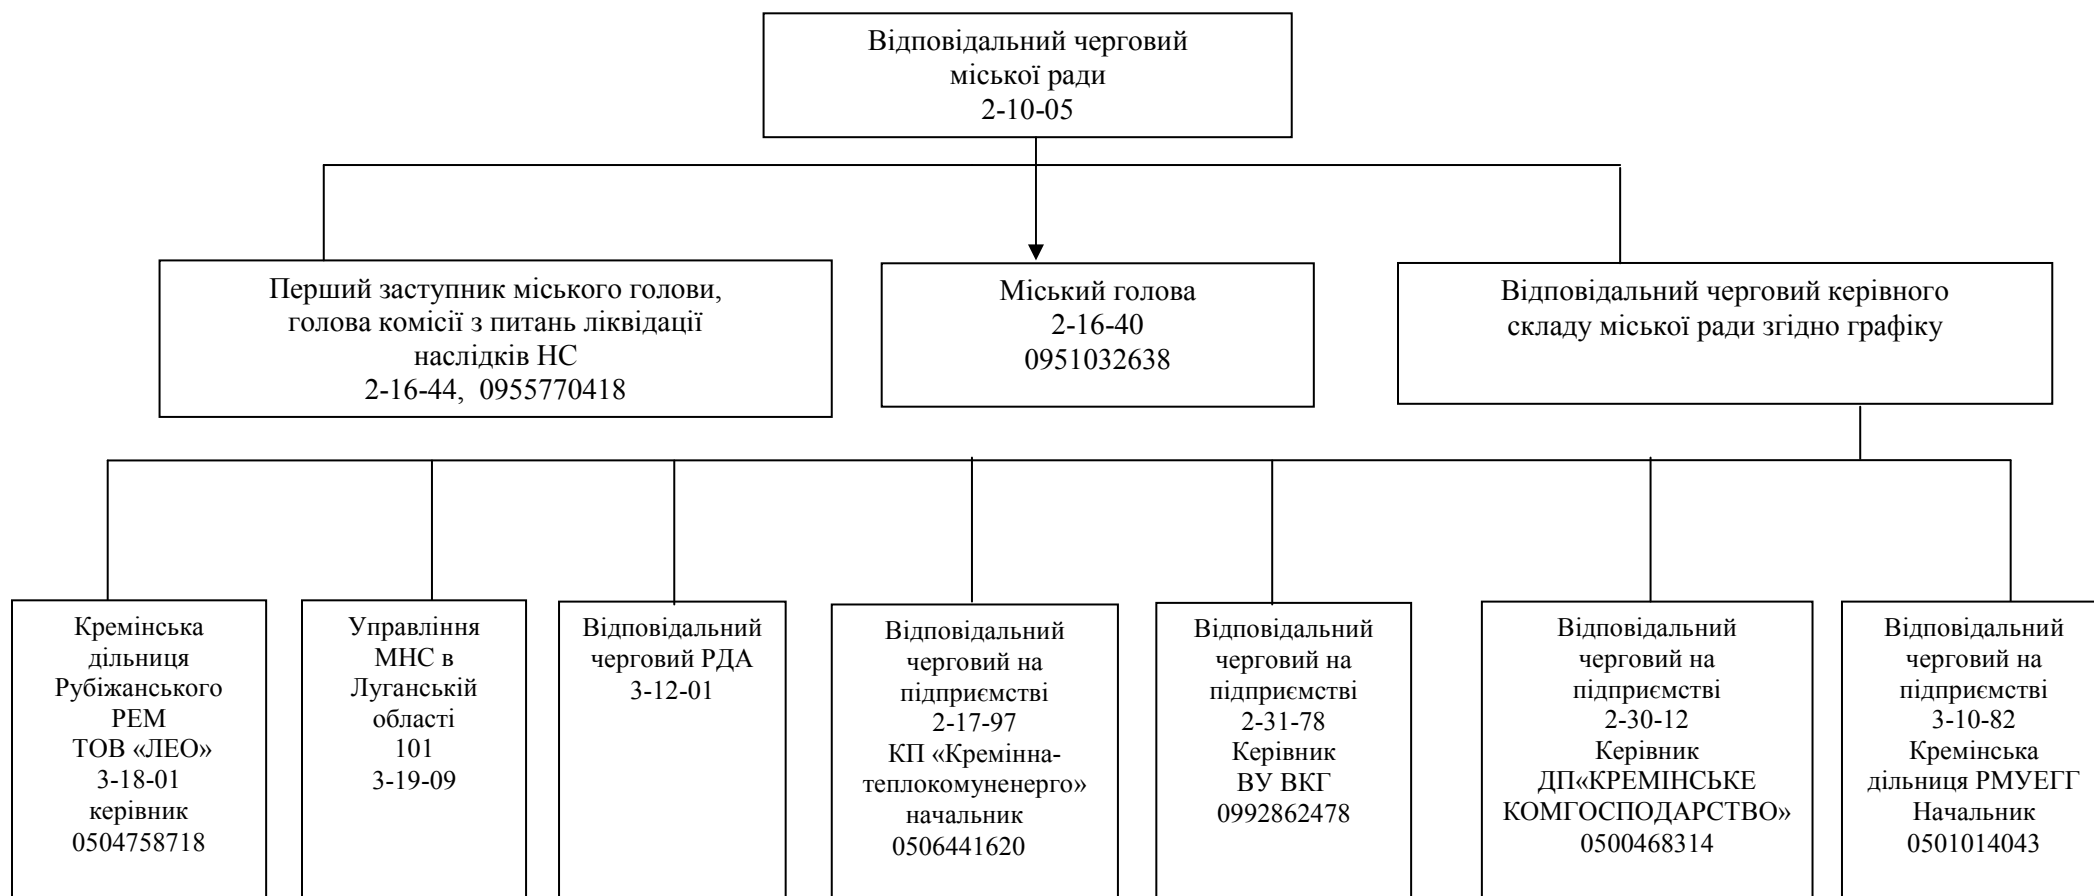 Відповідальний черговий
міської ради
2-10-05
Перший заступник міського голови,
голова комісії з питань ліквідації
наслідків НС
2-16-44,  0955770418
Міський голова
2-16-40
0951032638
Відповідальний черговий керівного
складу міської ради згідно графіку
Кремінська
дільниця
Рубіжанського
РЕМ
ТОВ «ЛЕО»
3-18-01
керівник
0504758718
Управління
МНС в
Луганській
області
101
3-19-09
Відповідальний
черговий РДА
3-12-01
Відповідальний
черговий на
підприємстві
2-17-97
КП «Кремінна-
теплокомуненерго»
начальник
0506441620
Відповідальний
черговий на
підприємстві
2-31-78
Керівник
ВУ ВКГ
0992862478
Відповідальний
черговий на
підприємстві
2-30-12
Керівник
ДП«КРЕМІНСЬКЕ
КОМГОСПОДАРСТВО»
0500468314
Відповідальний
черговий на
підприємстві
3-10-82
Кремінська
дільниця РМУЕГГ
Начальник
0501014043